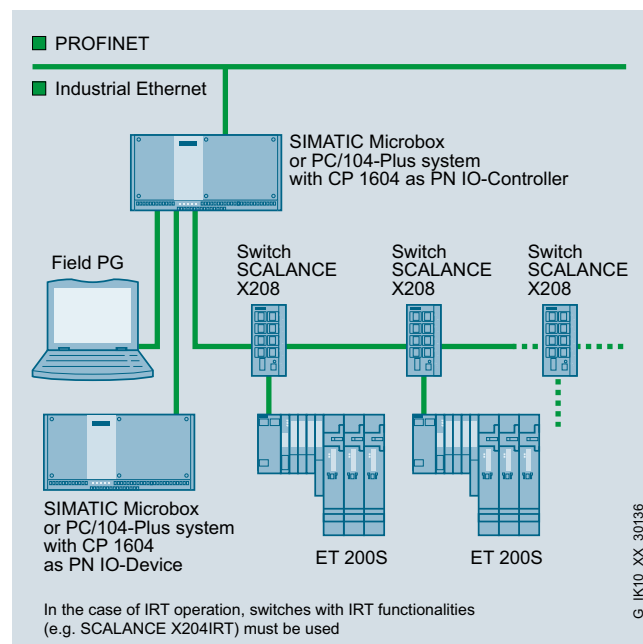 PROFINET
Industrial Ethernet
SIMATIC Microbox
or PC/104-Plus system
with CP 1604 as PN IO-Controller
Field PG
Switch
SCALANCE
X208
Switch
SCALANCE
X208
Switch
SCALANCE
X208
SIMATIC Microbox
or PC/104-Plus system
with CP 1604
as PN IO-Device
ET 200S
ET 200S
In the case of IRT operation, switches with IRT functionalities
(e.g. SCALANCE X204IRT) must be used
G_IK10_XX_30136